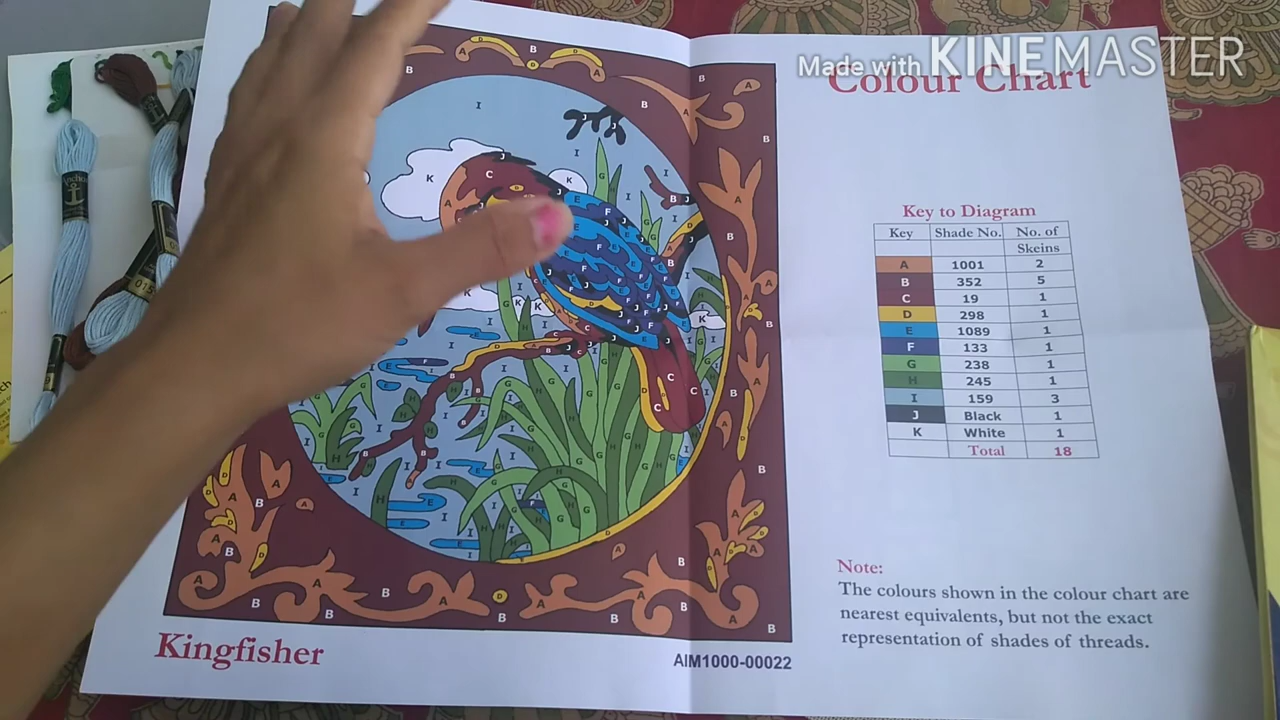 Made with KINEMASTER
Colour Chart
Key to Diagram
Key Shade No. No. of Skeins
A 1001 2
B 352 5
C 19 1
D 298 1
E 1089 1
F 133 1
G 238 1
H 245 1
I 159 3
J Black 1
K White 1
Total 18
Note:
The colours shown in the colour chart are
nearest equivalents, but not the exact
representation of shades of threads.
Kingfisher
AIM1000-00022